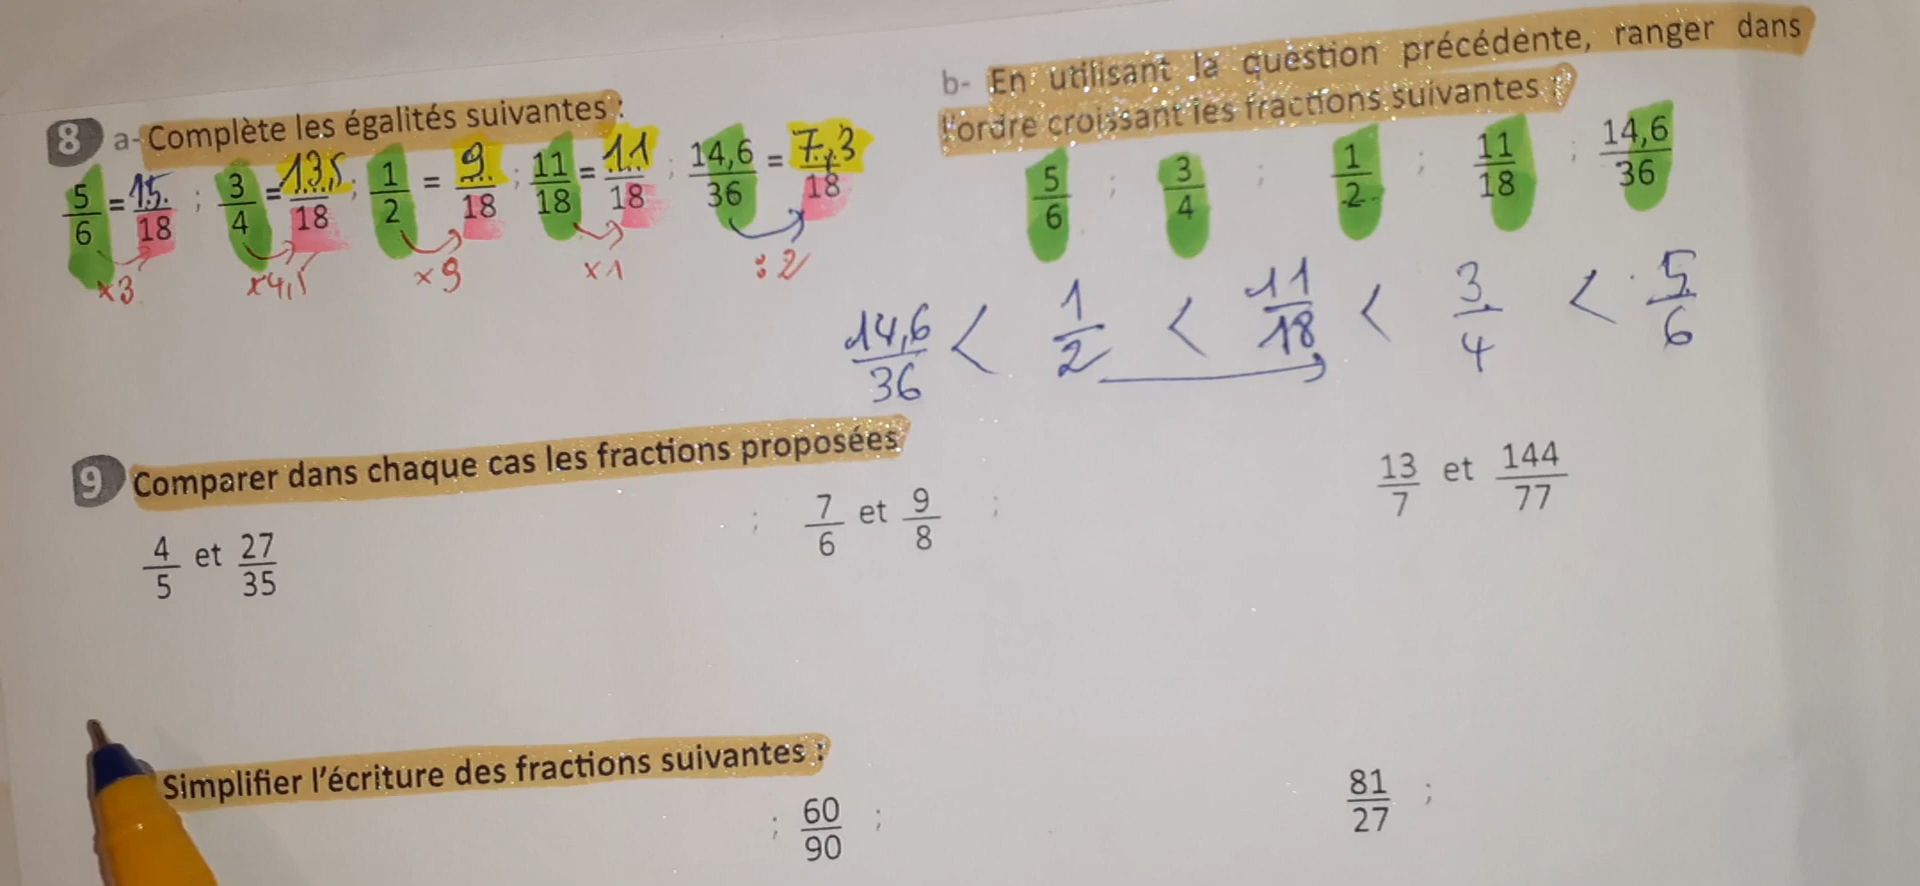 8 a- Complète les égalités suivantes :
5/6 = 15/18 ; 3/4 = 13,5/18 ; 1/2 = 9/18 ; 11/18 = 11/18 ; 14,6/36 = 7,3/18
×3 ×4,5 ×9 ×1 :2
b- En utilisant la question précédente, ranger dans
l'ordre croissant les fractions suivantes :
5/6 ; 3/4 ; 1/2 ; 11/18 ; 14,6/36
14,6/36 < 1/2 < 11/18 < 3/4 < 5/6
9 Comparer dans chaque cas les fractions proposées
4/5 et 27/35 ; 7/6 et 9/8 ; 13/7 et 144/77
Simplifier l'écriture des fractions suivantes :
; 60/90 ; 81/27 ;